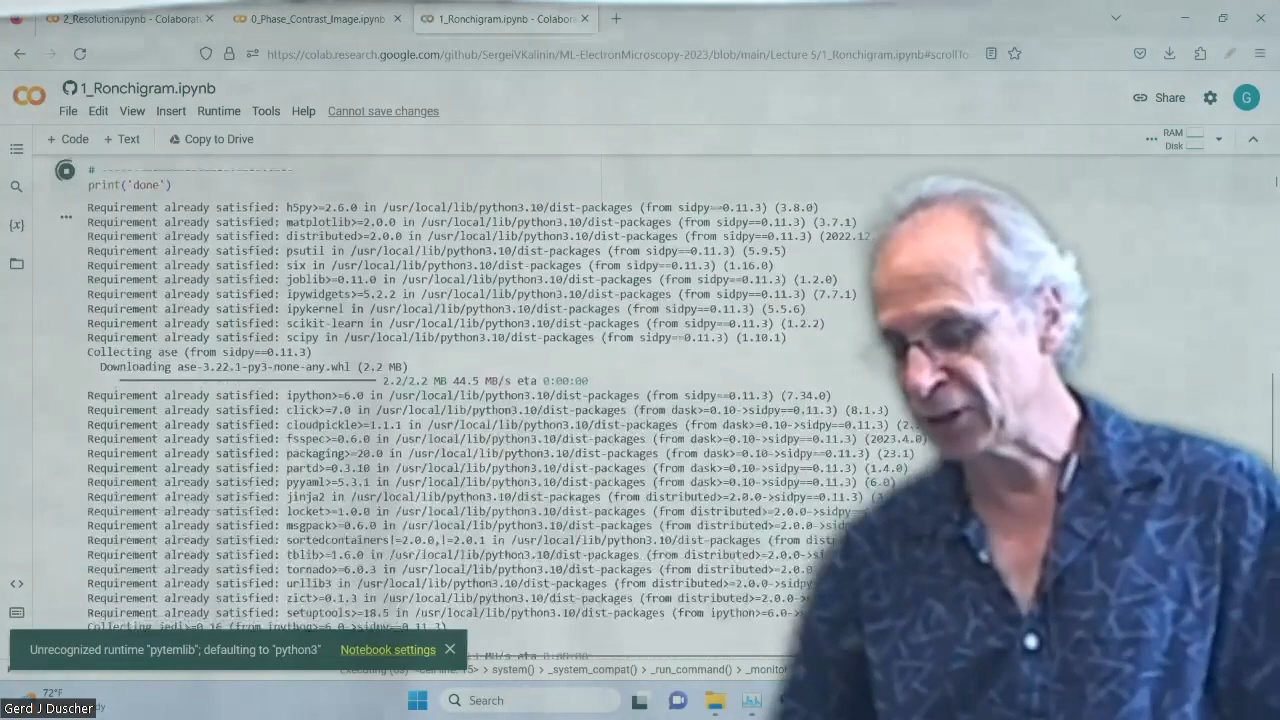 2_Resolution.ipynb - Colaborat
0_Phase_Contrast_Image.ipynb
1_Ronchigram.ipynb - Colabora
https://colab.research.google.com/github/SergeiVKalinin/ML-ElectronMicroscopy-2023/blob/main/Lecture 5/1_Ronchigram.ipynb#scrollTo
1_Ronchigram.ipynb
Share
G
File Edit View Insert Runtime Tools Help Cannot save changes
+ Code + Text Copy to Drive
RAM
Disk
# ------------------------------
print('done')
Requirement already satisfied: h5py>=2.6.0 in /usr/local/lib/python3.10/dist-packages (from sidpy==0.11.3) (3.8.0)
Requirement already satisfied: matplotlib>=2.0.0 in /usr/local/lib/python3.10/dist-packages (from sidpy==0.11.3) (3.7.1)
Requirement already satisfied: distributed>=2.0.0 in /usr/local/lib/python3.10/dist-packages (from sidpy==0.11.3) (2022.12
Requirement already satisfied: psutil in /usr/local/lib/python3.10/dist-packages (from sidpy==0.11.3) (5.9.5)
Requirement already satisfied: six in /usr/local/lib/python3.10/dist-packages (from sidpy==0.11.3) (1.16.0)
Requirement already satisfied: joblib>=0.11.0 in /usr/local/lib/python3.10/dist-packages (from sidpy==0.11.3) (1.2.0)
Requirement already satisfied: ipywidgets>=5.2.2 in /usr/local/lib/python3.10/dist-packages (from sidpy==0.11.3) (7.7.1)
Requirement already satisfied: ipykernel in /usr/local/lib/python3.10/dist-packages (from sidpy==0.11.3) (5.5.6)
Requirement already satisfied: scikit-learn in /usr/local/lib/python3.10/dist-packages (from sidpy==0.11.3) (1.2.2)
Requirement already satisfied: scipy in /usr/local/lib/python3.10/dist-packages (from sidpy==0.11.3) (1.10.1)
Collecting ase (from sidpy==0.11.3)
Downloading ase-3.22.1-py3-none-any.whl (2.2 MB)
2.2/2.2 MB 44.5 MB/s eta 0:00:00
Requirement already satisfied: ipython>=6.0 in /usr/local/lib/python3.10/dist-packages (from sidpy==0.11.3) (7.34.0)
Requirement already satisfied: click>=7.0 in /usr/local/lib/python3.10/dist-packages (from dask>=0.10->sidpy==0.11.3) (8.1.3)
Requirement already satisfied: cloudpickle>=1.1.1 in /usr/local/lib/python3.10/dist-packages (from dask>=0.10->sidpy==0.11.3) (2.
Requirement already satisfied: fsspec>=0.6.0 in /usr/local/lib/python3.10/dist-packages (from dask>=0.10->sidpy==0.11.3) (2023.4.0)
Requirement already satisfied: packaging>=20.0 in /usr/local/lib/python3.10/dist-packages (from dask>=0.10->sidpy==0.11.3) (23.1)
Requirement already satisfied: partd>=0.3.10 in /usr/local/lib/python3.10/dist-packages (from dask>=0.10->sidpy==0.11.3) (1.4.0)
Requirement already satisfied: pyyaml>=5.3.1 in /usr/local/lib/python3.10/dist-packages (from dask>=0.10->sidpy==0.11.3) (6.0)
Requirement already satisfied: jinja2 in /usr/local/lib/python3.10/dist-packages (from distributed>=2.0.0->sidpy==0.11.3)
Requirement already satisfied: locket>=1.0.0 in /usr/local/lib/python3.10/dist-packages (from distributed>=2.0.0->sidpy==0.
Requirement already satisfied: msgpack>=0.6.0 in /usr/local/lib/python3.10/dist-packages (from distributed>=2.0.0->sidpy==0
Requirement already satisfied: sortedcontainers!=2.0.0,!=2.0.1 in /usr/local/lib/python3.10/dist-packages (from distributed>
Requirement already satisfied: tblib>=1.6.0 in /usr/local/lib/python3.10/dist-packages (from distributed>=2.0.0->sid
Requirement already satisfied: tornado>=6.0.3 in /usr/local/lib/python3.10/dist-packages (from distributed>=2.0.0->
Requirement already satisfied: urllib3 in /usr/local/lib/python3.10/dist-packages (from distributed>=2.0.0->sidpy
Requirement already satisfied: zict>=0.1.3 in /usr/local/lib/python3.10/dist-packages (from distributed>=2.0.0->
Requirement already satisfied: setuptools>=18.5 in /usr/local/lib/python3.10/dist-packages (from ipython>=6.0->
Collecting jedi>=0.16 (from ipython>=6.0->sidpy==0.11.3)
Unrecognized runtime "pytemlib"; defaulting to "python3" Notebook settings
> system() > _system_compat() > _run_command() > _monito
72°F
Search
Gerd J Duscher